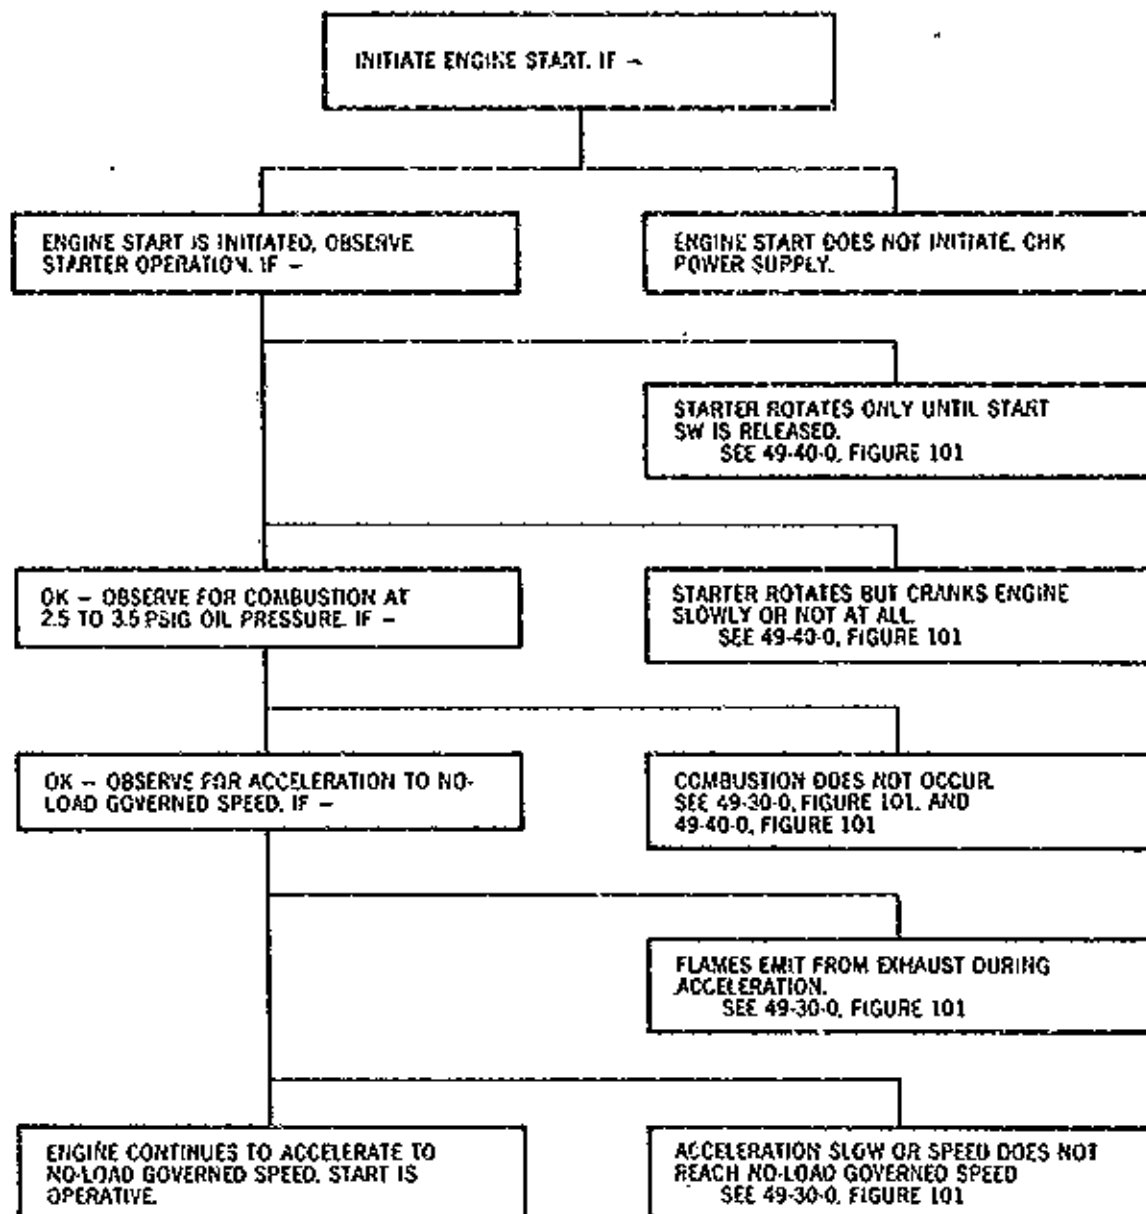 INITIATE ENGINE START. IF –
ENGINE START IS INITIATED, OBSERVE
STARTER OPERATION. IF –
ENGINE START DOES NOT INITIATE. CHK
POWER SUPPLY.
STARTER ROTATES ONLY UNTIL START
SW IS RELEASED.
SEE 49-40-0, FIGURE 101
OK – OBSERVE FOR COMBUSTION AT
2.5 TO 3.5 PSIG OIL PRESSURE. IF –
STARTER ROTATES BUT CRANKS ENGINE
SLOWLY OR NOT AT ALL.
SEE 49-40-0, FIGURE 101
OK – OBSERVE FOR ACCELERATION TO NO-
LOAD GOVERNED SPEED. IF –
COMBUSTION DOES NOT OCCUR.
SEE 49-30-0, FIGURE 101. AND
49-40-0, FIGURE 101
FLAMES EMIT FROM EXHAUST DURING
ACCELERATION.
SEE 49-30-0, FIGURE 101
ENGINE CONTINUES TO ACCELERATE TO
NO-LOAD GOVERNED SPEED. START IS
OPERATIVE.
ACCELERATION SLOW OR SPEED DOES NOT
REACH NO-LOAD GOVERNED SPEED
SEE 49-30-0, FIGURE 101